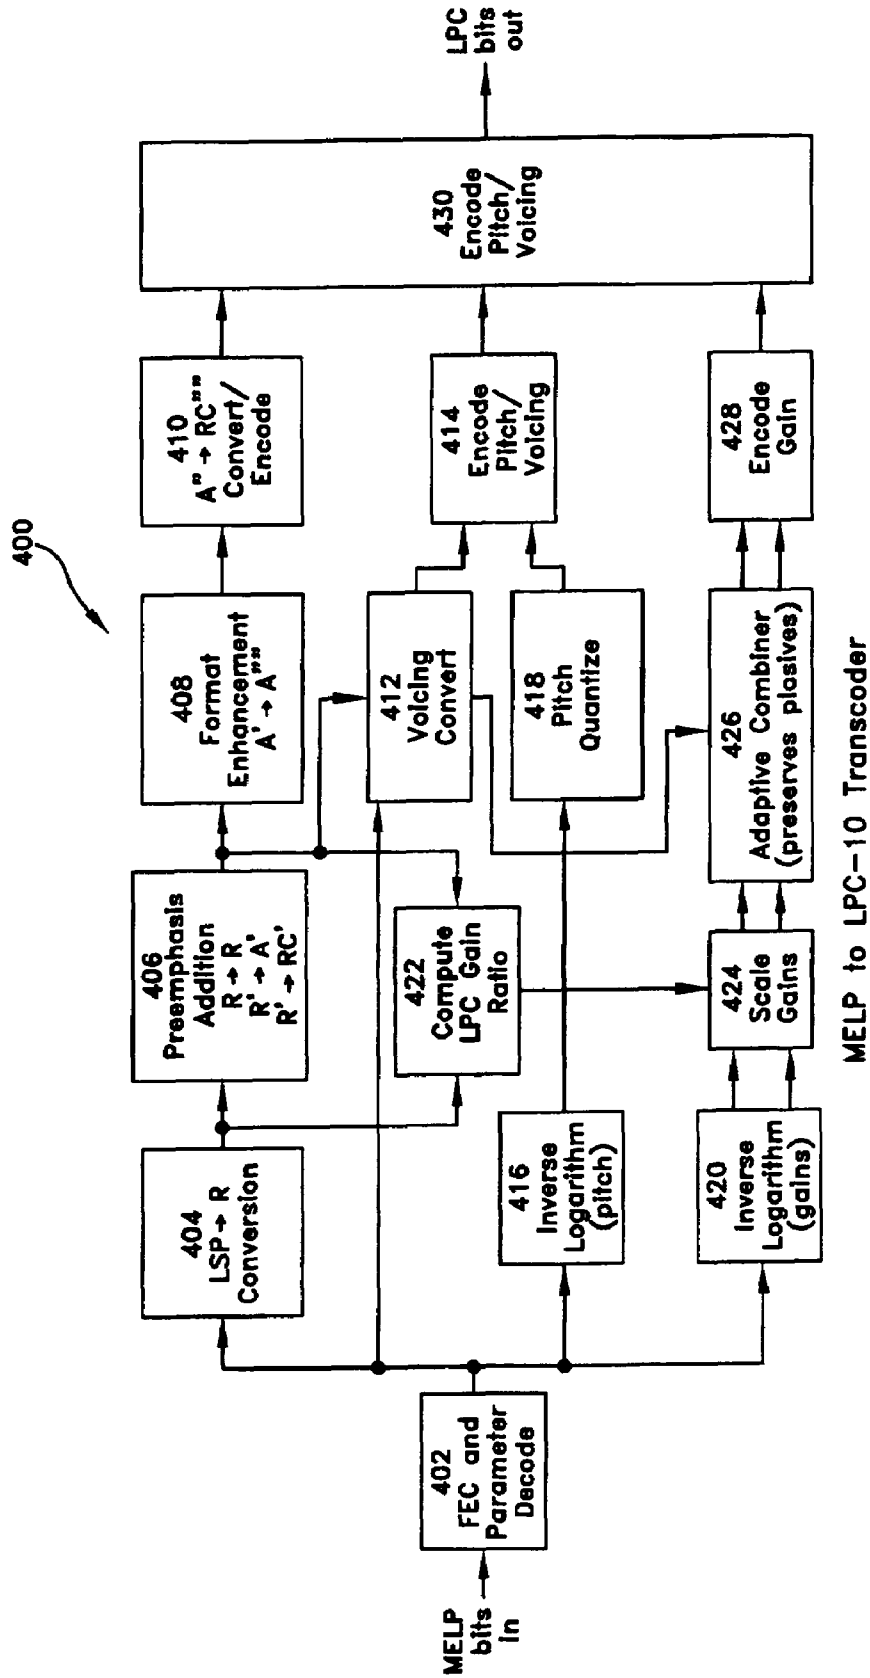 400
MELP
bits
in
402
FEC and
Parameter
Decode
404
LSP→R
Conversion
406
Preemphasis
Addition
R→R
R'→A'
R'→RC'
408
Format
Enhancement
A'→A"'
410
A"→RC""
Convert/
Encode
412
Voicing
Convert
414
Encode
Pitch/
Voicing
416
Inverse
Logarithm
(pitch)
418
Pitch
Quantize
422
Compute
LPC Gain
Ratio
420
Inverse
Logarithm
(gains)
424
Scale
Gains
426
Adaptive Combiner
(preserves plosives)
428
Encode
Gain
430
Encode
Pitch/
Voicing
LPC
bits
out
MELP to LPC-10 Transcoder